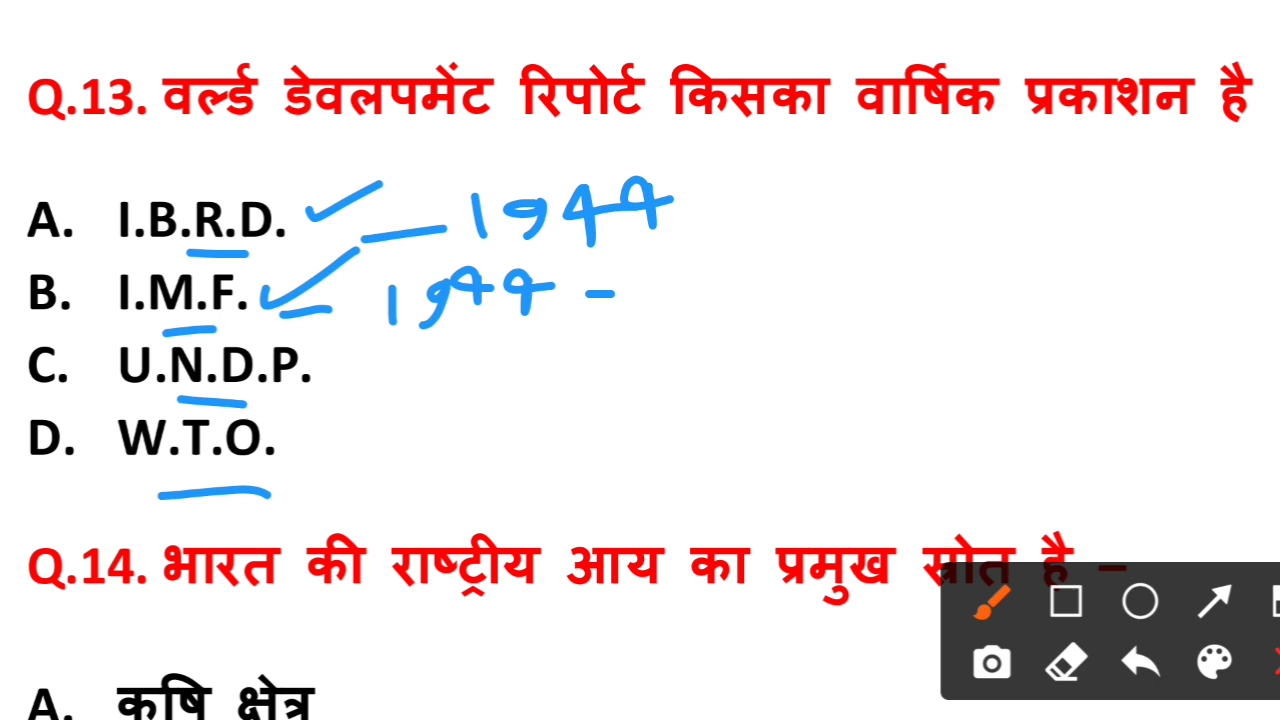 Q.13. वर्ल्ड डेवलपमेंट रिपोर्ट किसका वार्षिक प्रकाशन है
A. I.B.R.D. 1944
B. I.M.F. 1944 -
C. U.N.D.P.
D. W.T.O.
Q.14. भारत की राष्ट्रीय आय का प्रमुख स्रोत है –
A. कृषि क्षेत्र